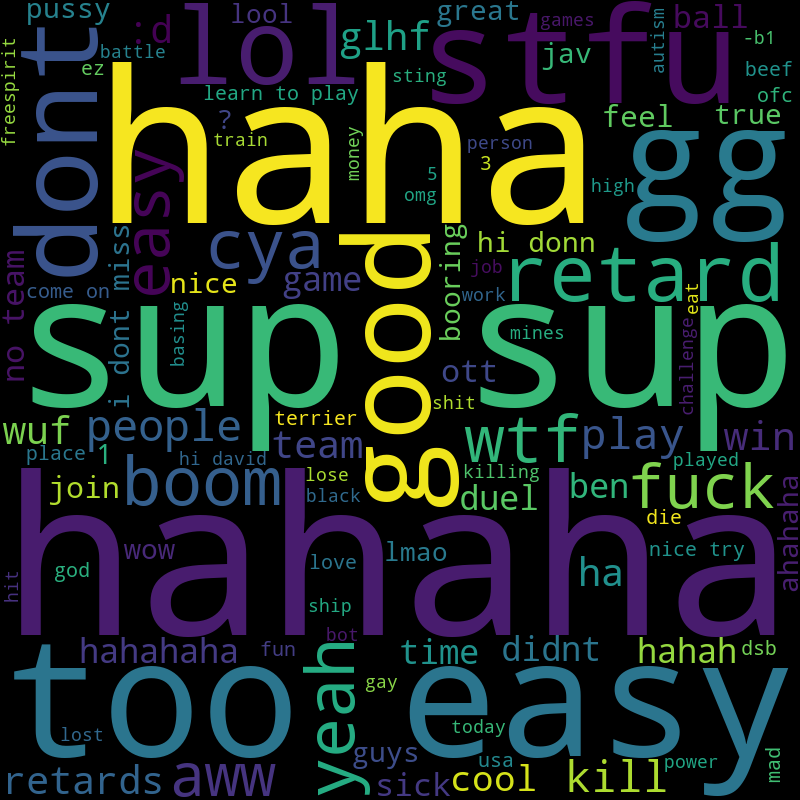 pussy
:d
lool
great
games
ball
battle
lol
glhf
stfu
jav
autism
-b1
freespirit
dont
ez
sting
beef
learn to play
ofc
haha
?
train
money
person
3
feel
true
5
omg
high
gg
easy
cya
good
booring
hi donn
no team
i dont miss
nice
game
job
retard
come on
basing
work
eat
sup sup
mines
challenge
ott
shit
wuf
people
terrier
team
wtf
play
win
place
1
hi david
played
join
boom
lose
black
killing
duel
ben
fuck
die
hahaha
ahahaha
wow
god
hit
love
lmao
ha
nice try
ship
bot
hahahaha
fun
yeah
time
didnt
hahah
dsb
too easy
gay
lost
today
guys
usa
power
mad
retards
aww
sick
cool
kill